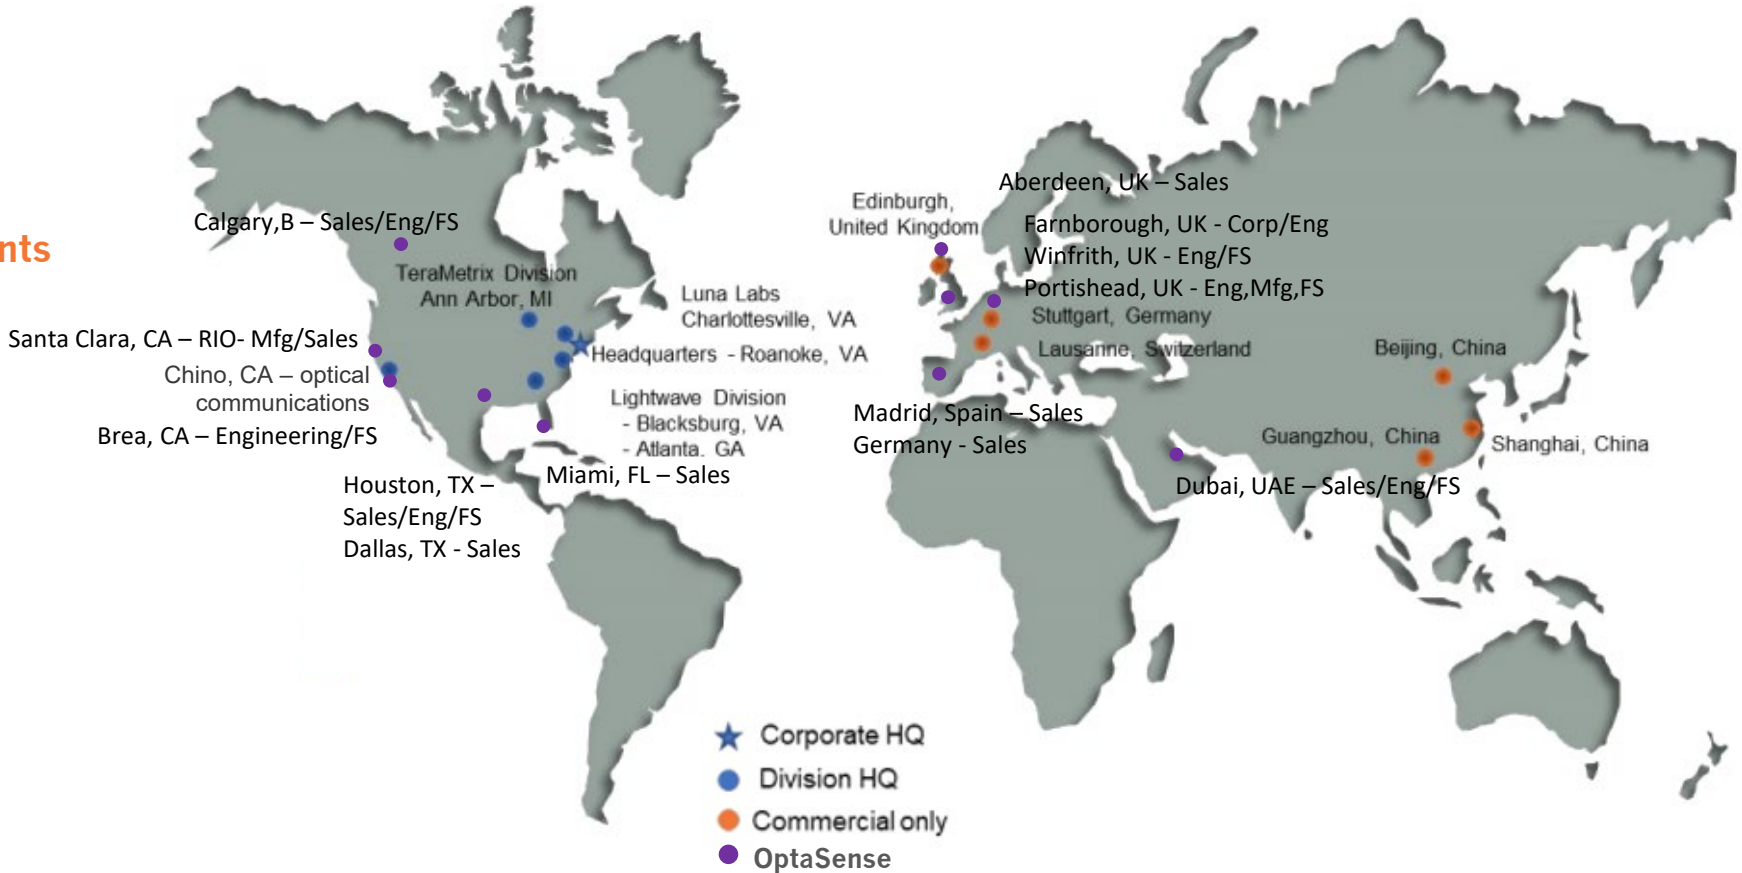 nts
Calgary,B – Sales/Eng/FS
TeraMetrix Division
Ann Arbor, MI
Luna Labs
Charlottesville, VA
Santa Clara, CA – RIO- Mfg/Sales
Headquarters - Roanoke, VA
Chino, CA – optical
communications
Brea, CA – Engineering/FS
Lightwave Division
- Blacksburg, VA
- Atlanta. GA
Miami, FL – Sales
Houston, TX –
Sales/Eng/FS
Dallas, TX - Sales
Edinburgh,
United Kingdom
Aberdeen, UK – Sales
Farnborough, UK - Corp/Eng
Winfrith, UK - Eng/FS
Portishead, UK - Eng,Mfg,FS
Stuttgart, Germany
Lausanne, Switzerland
Madrid, Spain – Sales
Germany - Sales
Beijing, China
Guangzhou, China
Shanghai, China
Dubai, UAE – Sales/Eng/FS
Corporate HQ
Division HQ
Commercial only
OptaSense